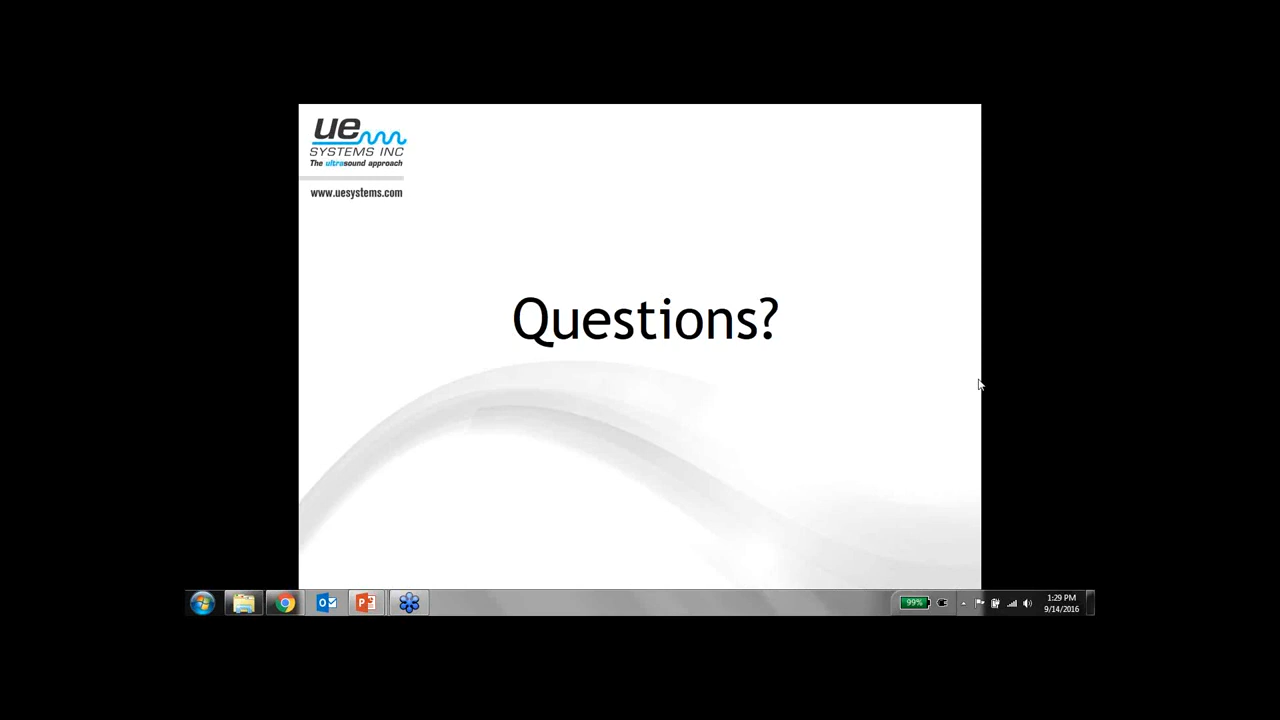 ue
SYSTEMS INC
The ultrasound approach
www.uesystems.com
Questions?
99%
1:29 PM
9/14/2016